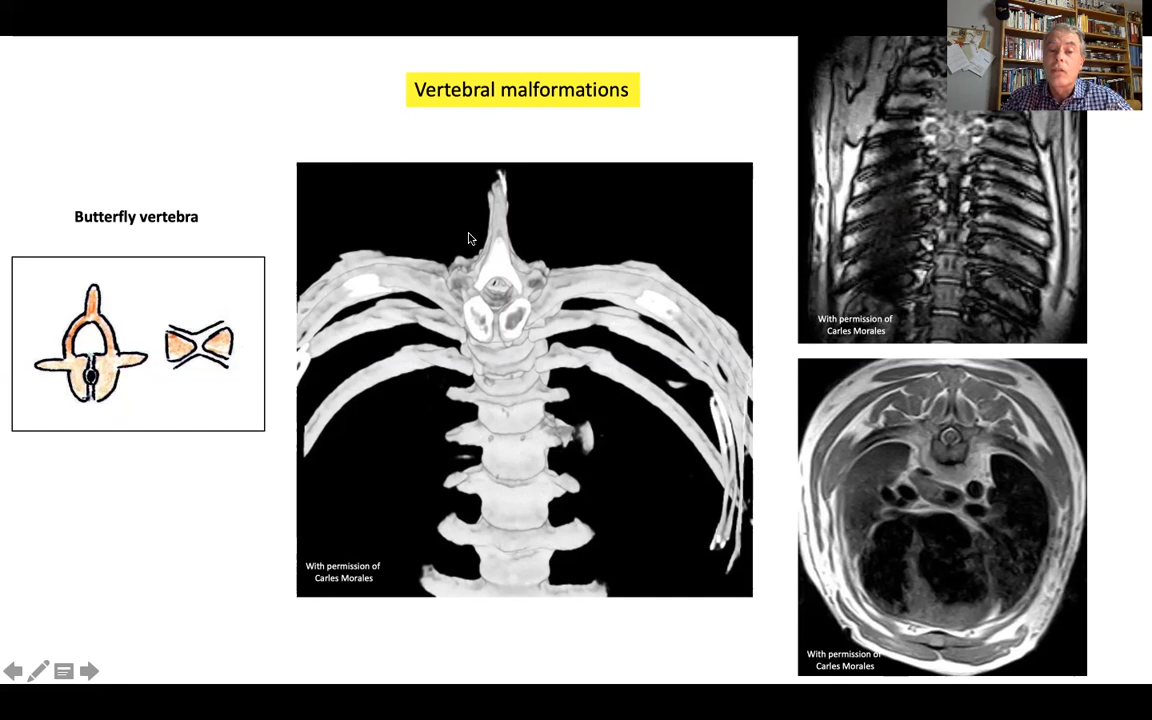 Vertebral malformations
Butterfly vertebra
With permission of
Carles Morales
With permission of
Carles Morales
With permission of
Carles Morales